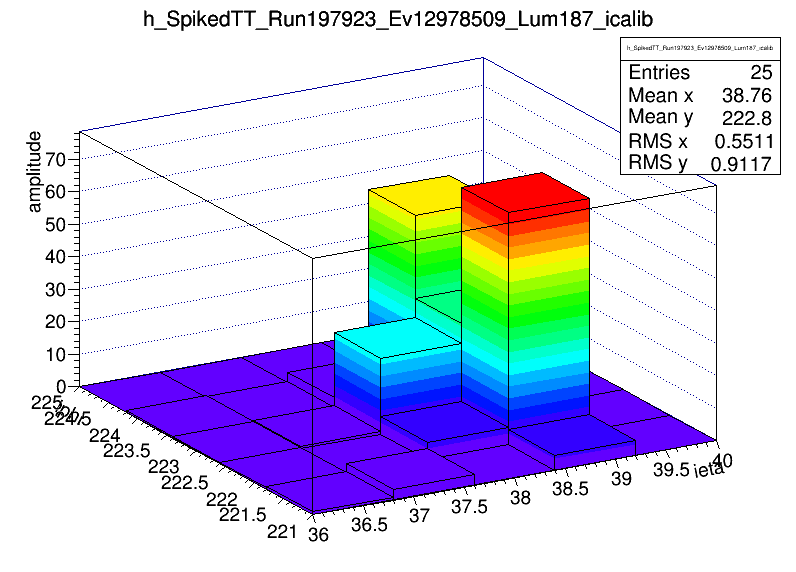 h_SpikedTT_Run197923_Ev12978509_Lum187_icalib
h_SpikedTT_Run197923_Ev12978509_Lum187_icalib
Entries 25
Mean x 38.76
Mean y 222.8
RMS x 0.5511
RMS y 0.9117
amplitude
70
60
50
40
30
20
10
0
225
224.5
224
223.5
223
222.5
222
221.5
221
36
36.5
37
37.5
38
38.5
39
39.5
40
ieta